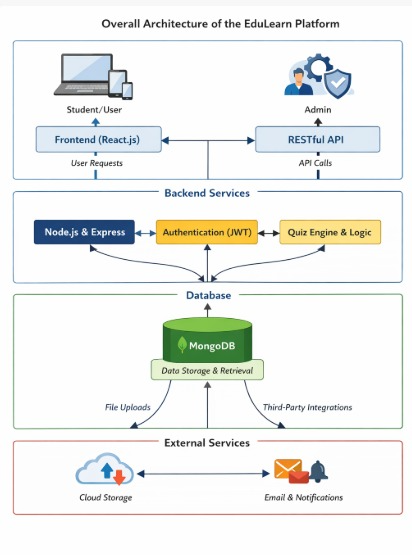 Overall Architecture of the EduLearn Platform
Student/User
Admin
Frontend (React.js)
RESTful API
User Requests
API Calls
Backend Services
Node.js & Express
Authentication (JWT)
Quiz Engine & Logic
Database
MongoDB
Data Storage & Retrieval
File Uploads
Third-Party Integrations
External Services
Cloud Storage
Email & Notifications